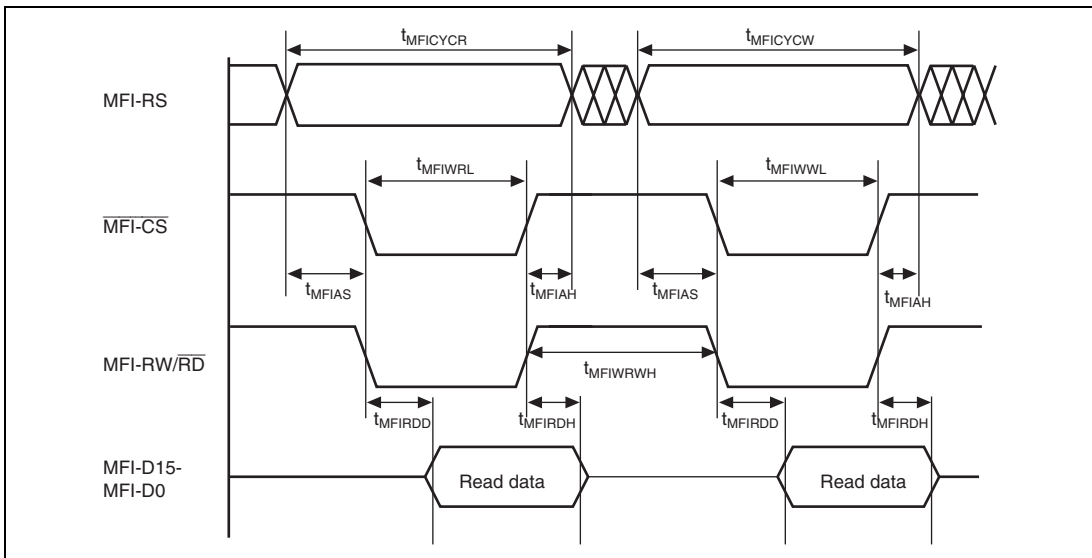 tMFICYCR tMFICYCW
MFI-RS
tMFIWRL tMFIWWL
MFI-CS
tMFIAS tMFIAH tMFIAS tMFIAH
MFI-RW/RD
tMFIWRWH
tMFIRDD tMFIRDH tMFIRDD tMFIRDH
MFI-D15-
MFI-D0
Read data Read data